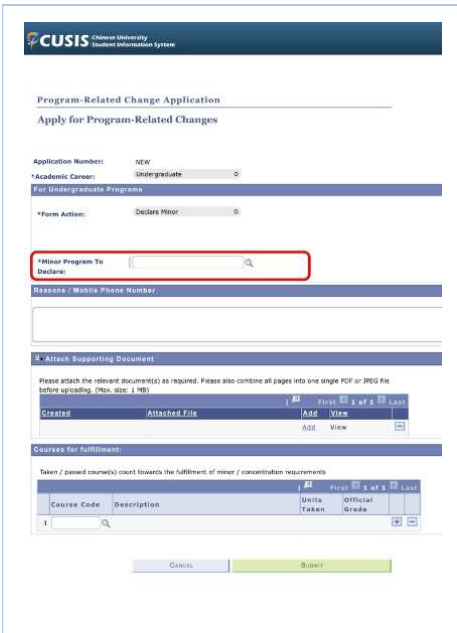 CUSIS Chinese University
Student Information System
Program-Related Change Application
Apply for Program-Related Changes
Application Number: NEW
*Academic Career: Undergraduate
For Undergraduate Programs
*Form Action: Declare Minor
*Minor Program To
Declare:
Reasons / Mobile Phone Number
Attach Supporting Document
Please attach the relevant document(s) as required. Please also combine all pages into one single PDF or JPEG file
before uploading. (Max. size: 1 MB)
First 1 of 1 Last
Created Attached File Add View
Add View
Courses for fulfillment:
Taken / passed course(s) count towards the fulfillment of minor / concentration requirements
First 1 of 1 Last
Course Code Description Units Taken Official Grade
1
CANCEL SUBMIT